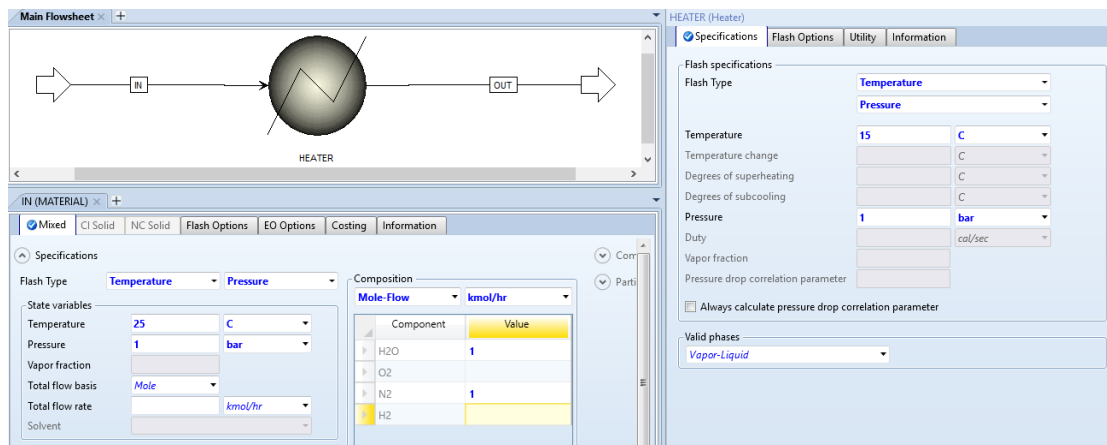 Main Flowsheet × +
IN
OUT
HEATER
IN (MATERIAL) × +
Mixed CI Solid NC Solid Flash Options EO Options Costing Information
Specifications
Flash Type Temperature Pressure
State variables
Temperature 25 C
Pressure 1 bar
Vapor fraction
Total flow basis Mole
Total flow rate kmol/hr
Solvent
Composition
Mole-Flow kmol/hr
Component Value
H2O 1
O2
N2 1
H2
HEATER (Heater)
Specifications Flash Options Utility Information
Flash specifications
Flash Type Temperature
Pressure
Temperature 15 C
Temperature change C
Degrees of superheating C
Degrees of subcooling C
Pressure 1 bar
Duty cal/sec
Vapor fraction
Pressure drop correlation parameter
Always calculate pressure drop correlation parameter
Valid phases
Vapor-Liquid